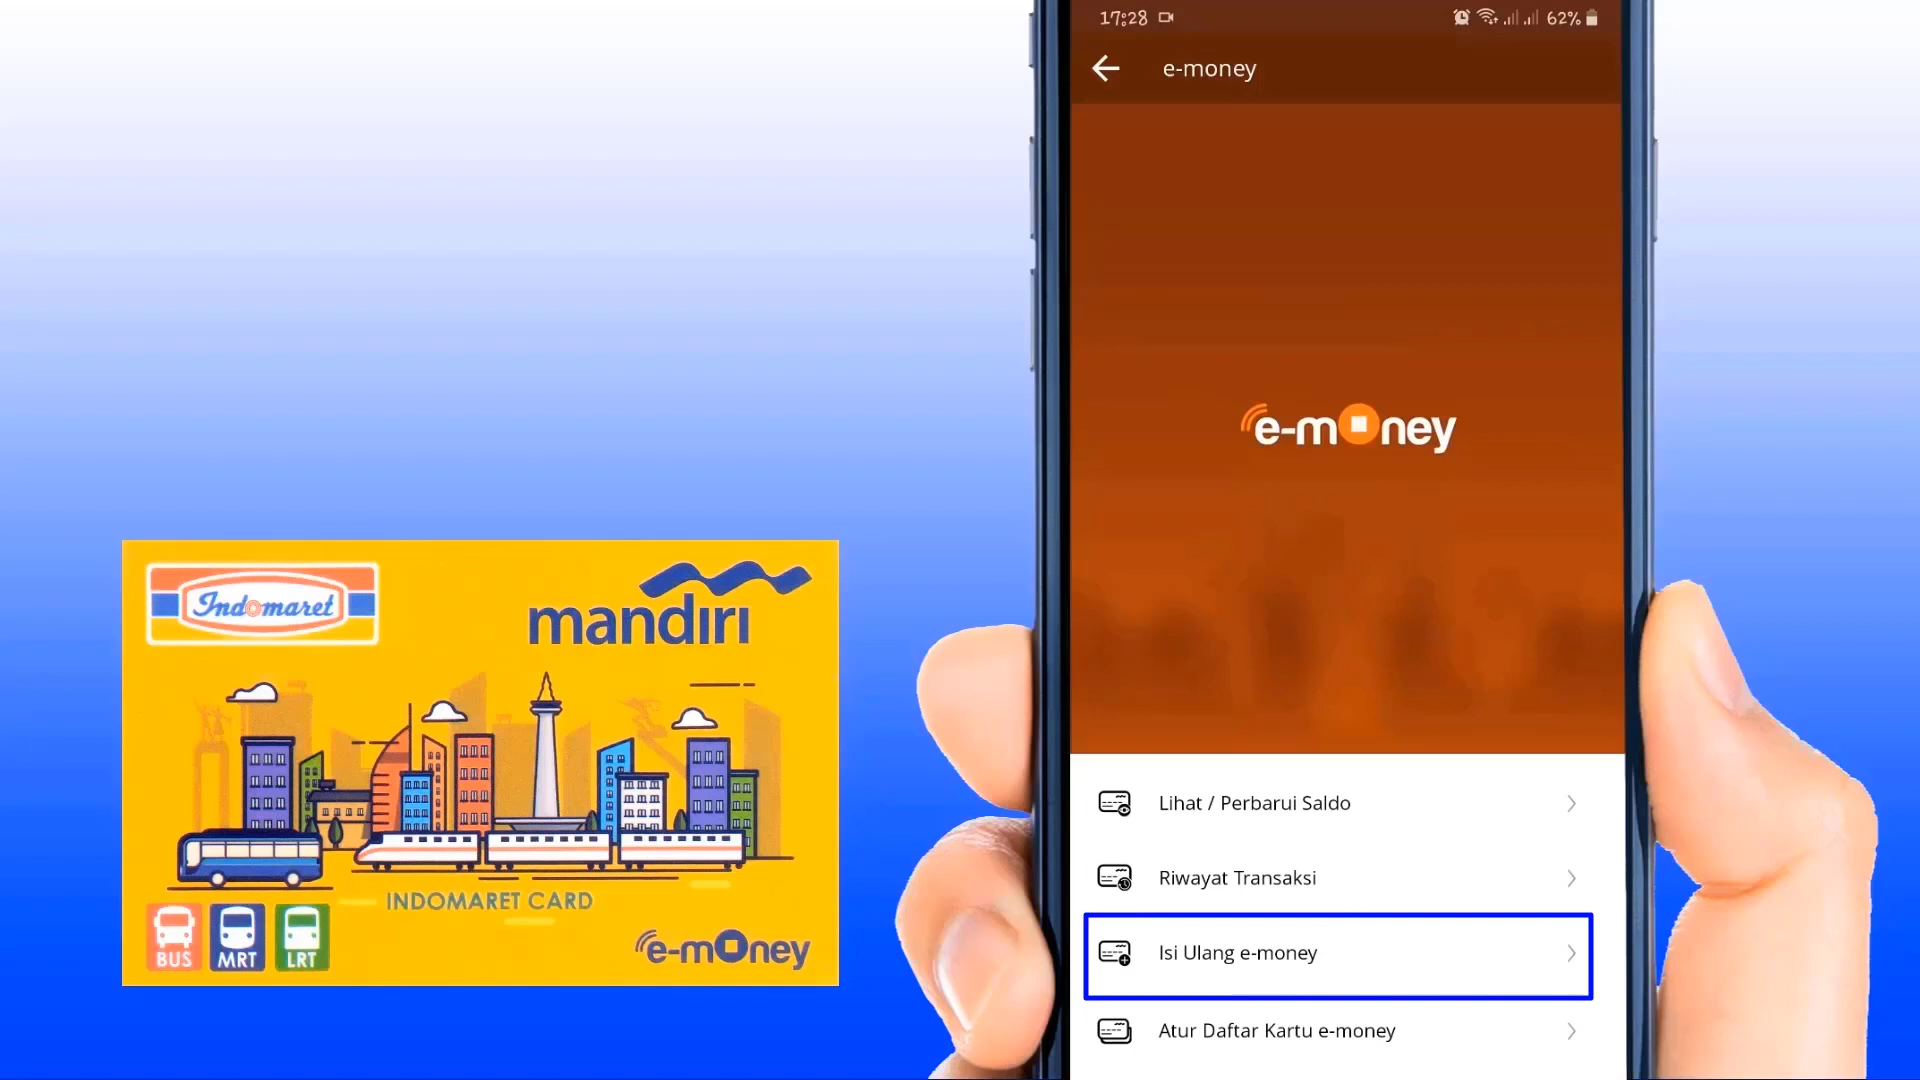 Indomaret
mandiri
INDOMARET CARD
BUS
MRT
LRT
e-money
17:28
62%
e-money
e-money
Lihat / Perbarui Saldo
Riwayat Transaksi
Isi Ulang e-money
Atur Daftar Kartu e-money